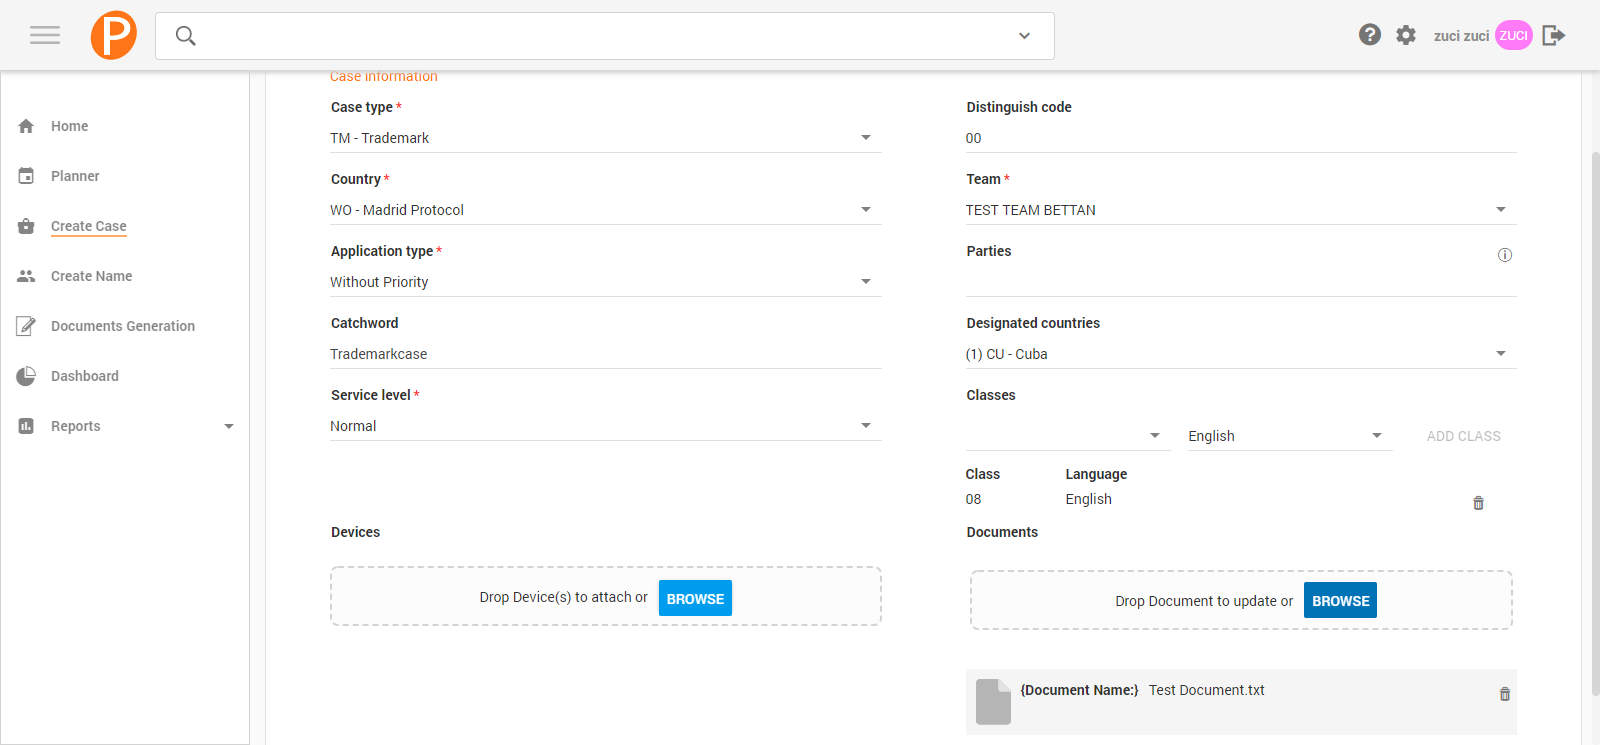 P
zuci zuci ZUCI
Home
Planner
Create Case
Create Name
Documents Generation
Dashboard
Reports
Case information
Case type *
TM - Trademark
Distinguish code
00
Country *
WO - Madrid Protocol
Team *
TEST TEAM BETTAN
Application type *
Without Priority
Parties
Catchword
Trademarkcase
Designated countries
(1) CU - Cuba
Service level *
Normal
Classes
English ADD CLASS
Class Language
08 English
Devices
Drop Device(s) to attach or BROWSE
Documents
Drop Document to update or BROWSE
{Document Name:} Test Document.txt